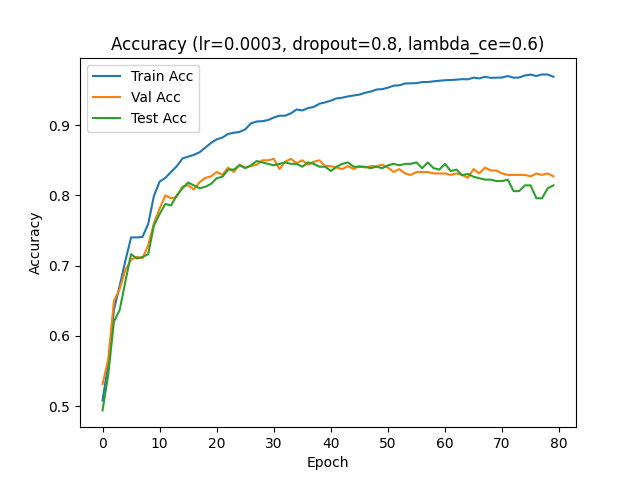 Accuracy (lr=0.0003, dropout=0.8, lambda_ce=0.6)
Train Acc
Val Acc
Test Acc
0.9
0.8
0.7
0.6
0.5
Accuracy
0 10 20 30 40 50 60 70 80
Epoch